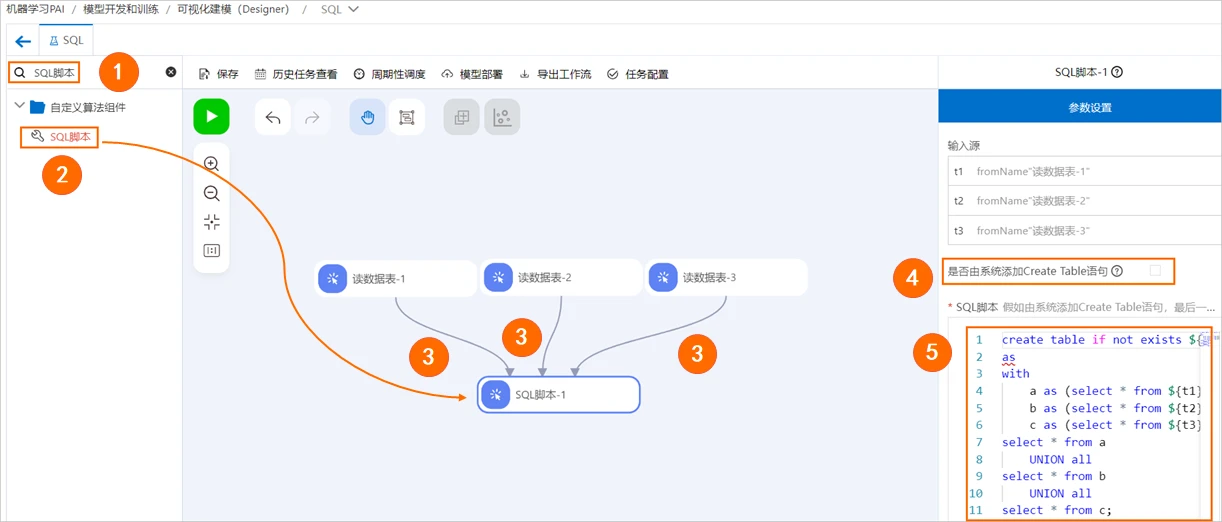 机器学习PAI / 模型开发和训练 / 可视化建模（Designer） / SQL
SQL
SQL脚本
1
自定义算法组件
SQL脚本
2
保存
历史任务查看
周期性调度
模型部署
导出工作流
任务配置
读数据表-1
读数据表-2
读数据表-3
3
3
3
SQL脚本-1
SQL脚本-1
参数设置
输入源
t1 fromName"读数据表-1"
t2 fromName"读数据表-2"
t3 fromName"读数据表-3"
4
是否由系统添加Create Table语句
* SQL脚本 假如由系统添加Create Table语句，最后一...
5
1 create table if not exists ${
2 as
3 with
4 a as (select * from ${t1}
5 b as (select * from ${t2}
6 c as (select * from ${t3}
7 select * from a
8 UNION all
9 select * from b
10 UNION all
11 select * from c;